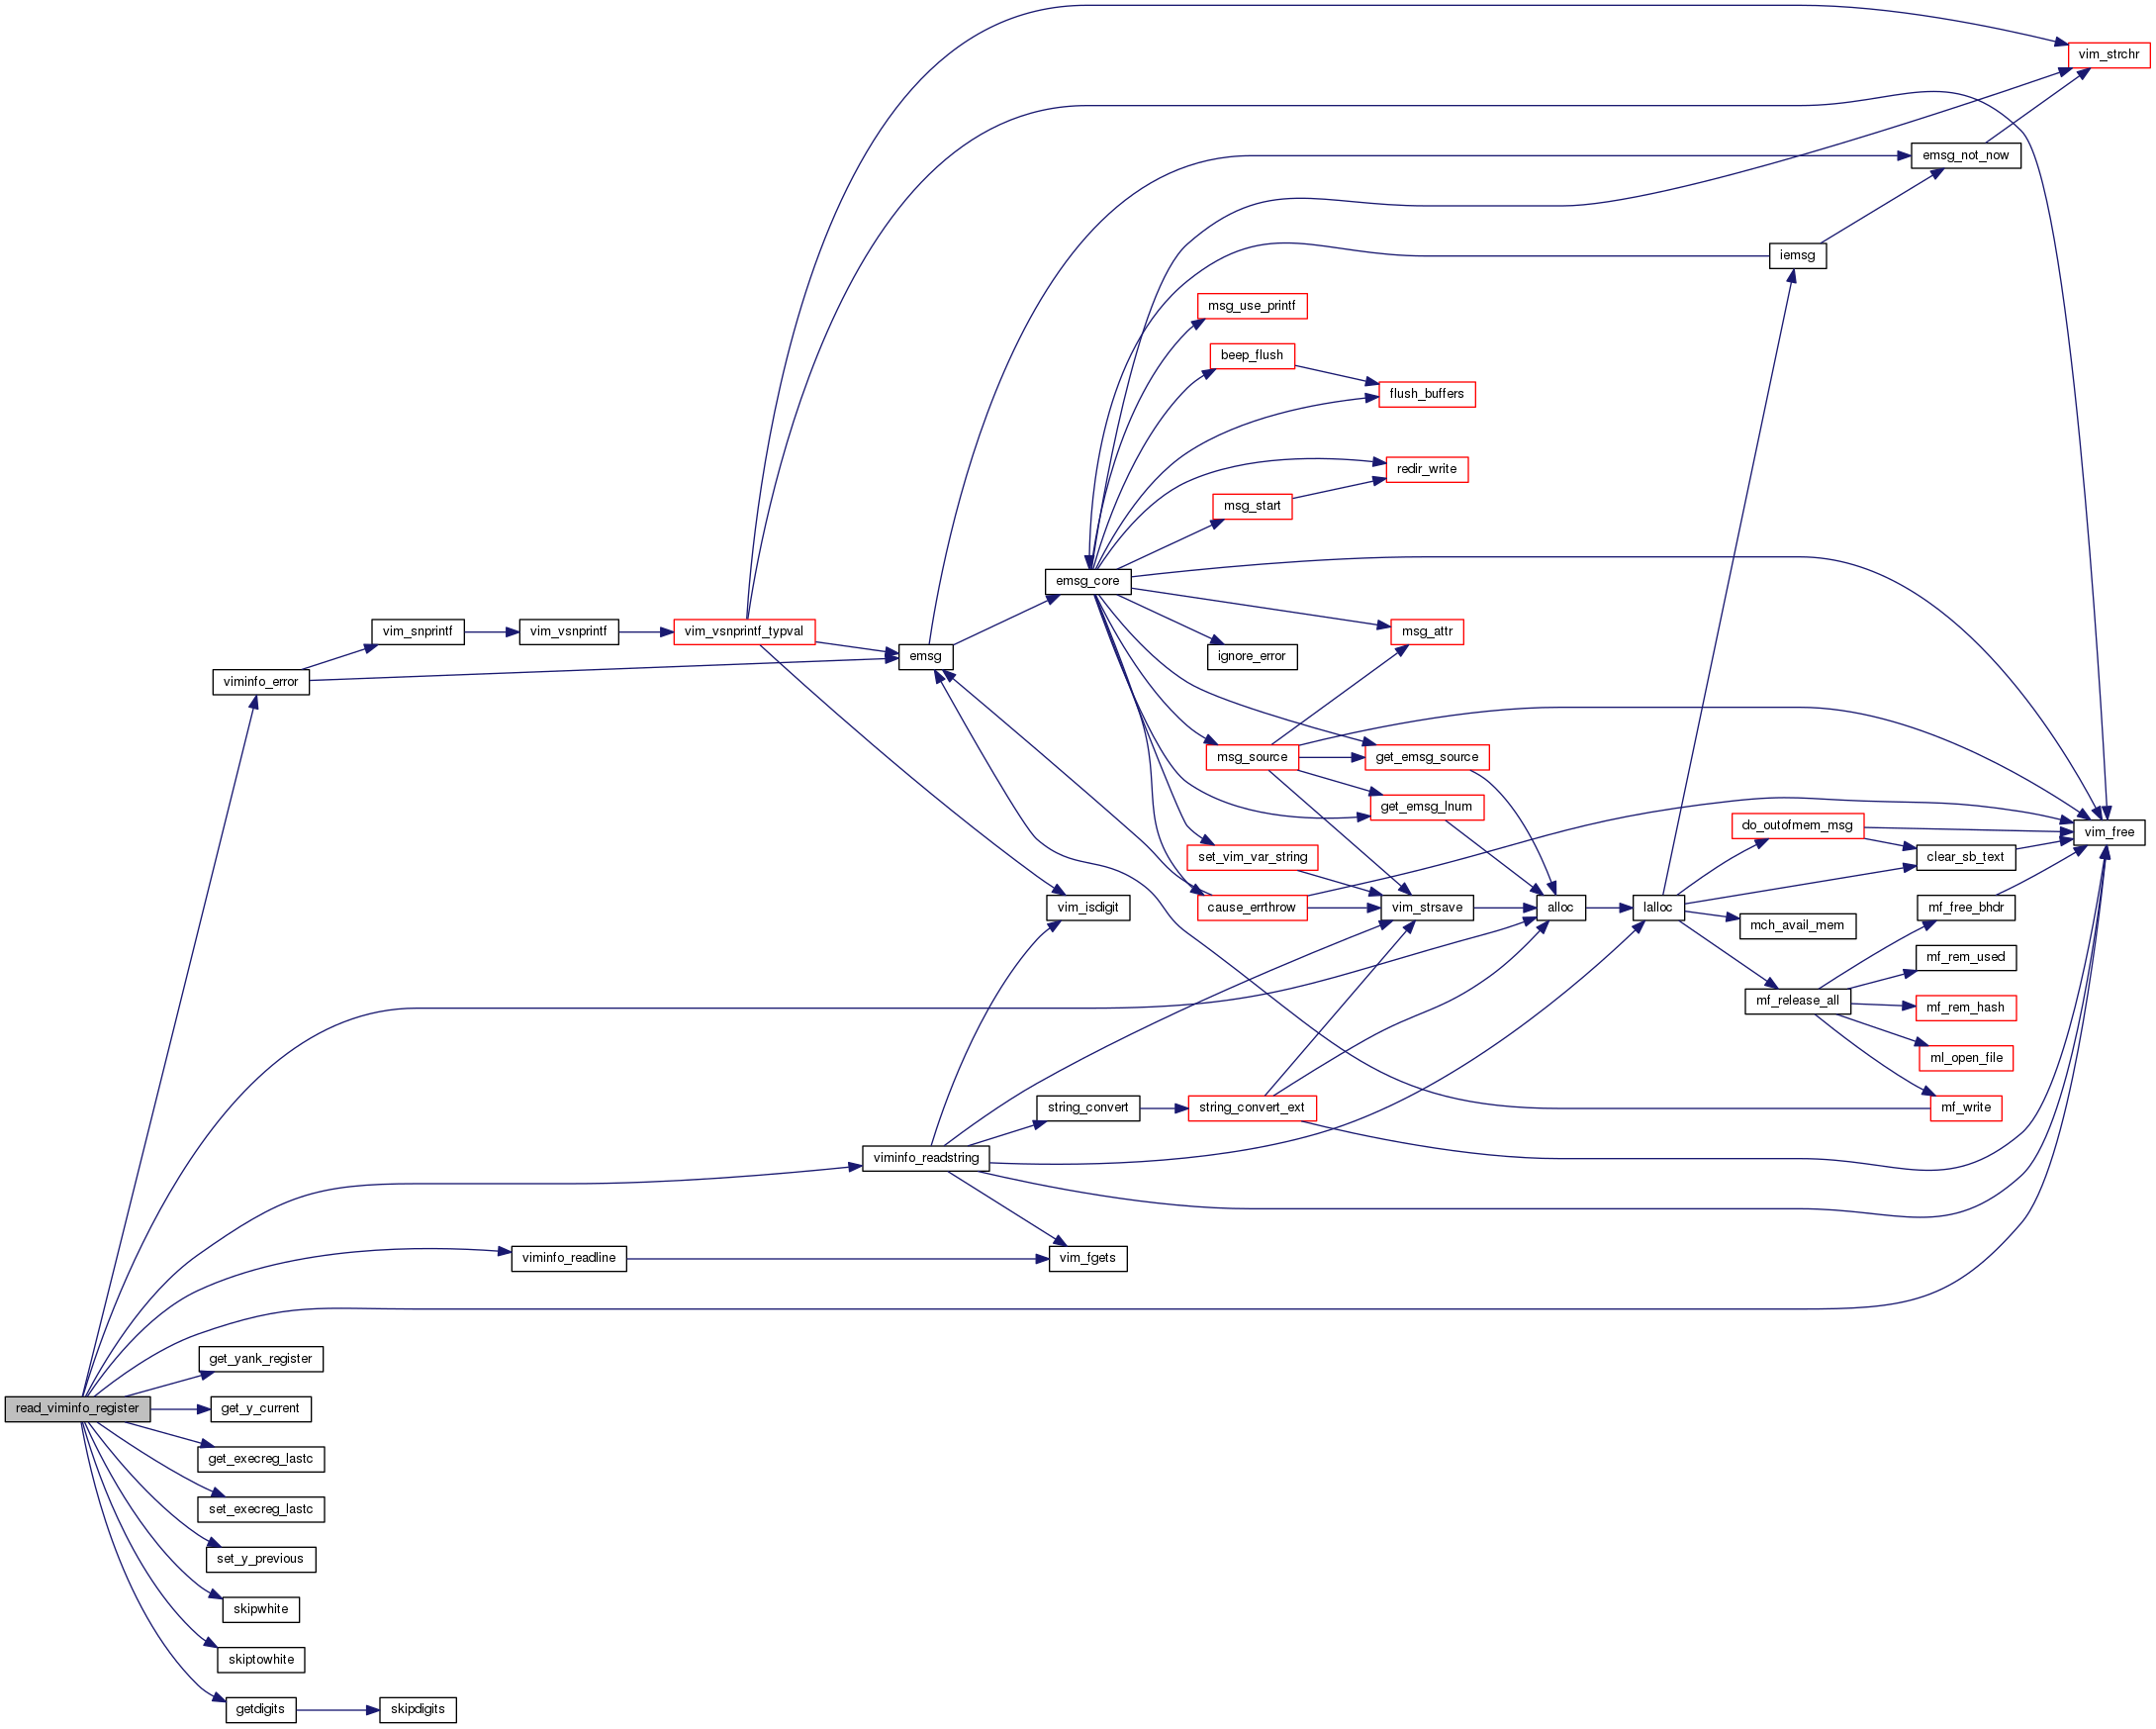 vim_strchr
emsg_not_now
iemsg
msg_use_printf
beep_flush
flush_buffers
redir_write
msg_start
emsg_core
vim_snprintf
vim_vsnprintf
vim_vsnprintf_typval
msg_attr
emsg
ignore_error
viminfo_error
msg_source
get_emsg_source
get_emsg_lnum
do_outofmem_msg
vim_free
set_vim_var_string
clear_sb_text
vim_isdigit
cause_errthrow
vim_strsave
alloc
lalloc
mf_free_bhdr
mch_avail_mem
mf_rem_used
mf_release_all
mf_rem_hash
ml_open_file
string_convert
string_convert_ext
mf_write
viminfo_readstring
viminfo_readline
vim_fgets
get_yank_register
read_viminfo_register
get_y_current
get_execreg_lastc
set_execreg_lastc
set_y_previous
skipwhite
skiptowhite
getdigits
skipdigits